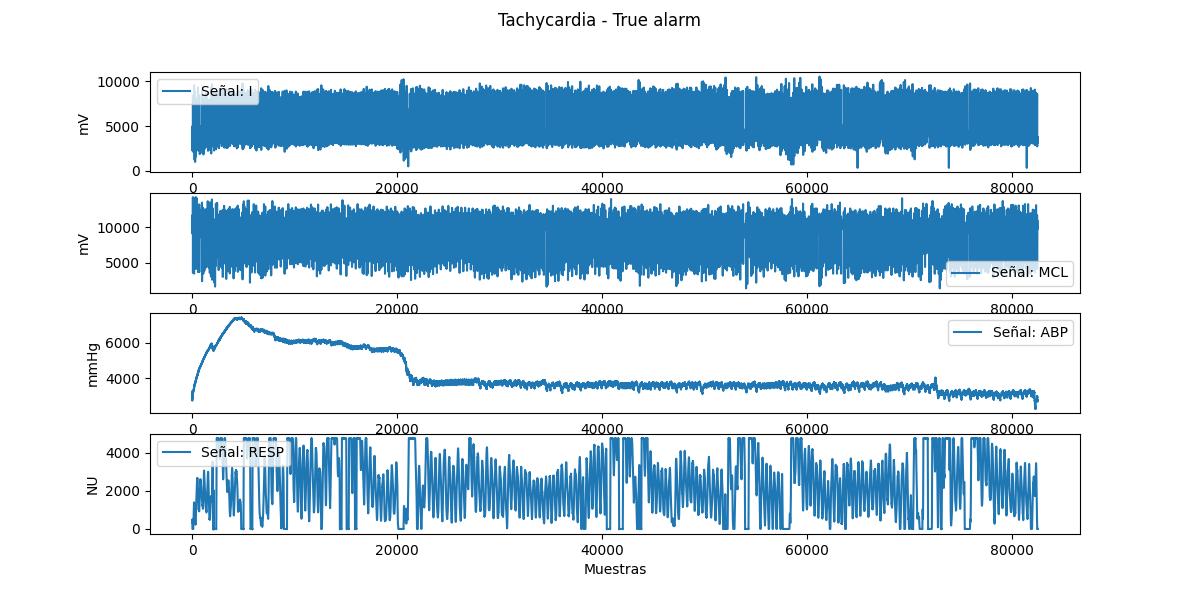 Tachycardia - True alarm
10000
5000
0
mV
Señal: I
0 20000 40000 60000 80000
10000
5000
mV
Señal: MCL
0 20000 40000 60000 80000
6000
4000
mmHg
Señal: ABP
0 20000 40000 60000 80000
4000
2000
0
NU
Señal: RESP
0 20000 40000 60000 80000
Muestras